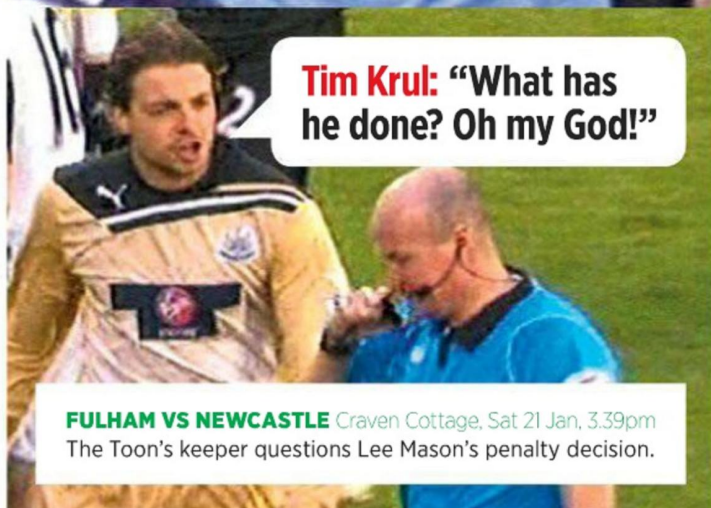 Tim Krul: “What has
he done? Oh my God!”
FULHAM VS NEWCASTLE Craven Cottage, Sat 21 Jan, 3.39pm
The Toon’s keeper questions Lee Mason’s penalty decision.